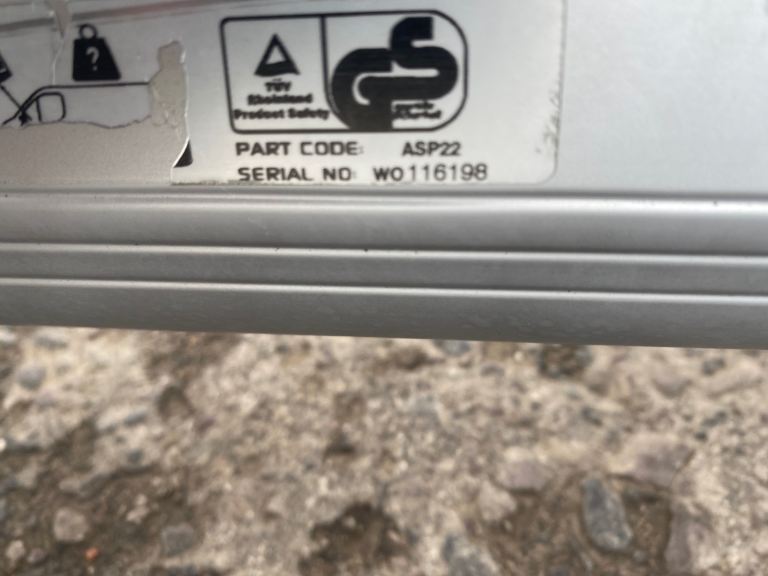 ?
TÜV
Rheinland
Product Safety
GS
PART CODE: ASP22
SERIAL NO: WO116198